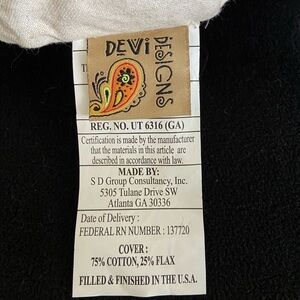 DEVI
DESIGNS
T
REG. NO. UT 6316 (GA)
Certification is made by the manufacturer
that the materials in this article are
described in accordance with law.
MADE BY:
S D Group Consultancy, Inc.
5305 Tulane Drive SW
Atlanta GA 30336
Date of Delivery :
FEDERAL RN NUMBER : 137720
COVER :
75% COTTON, 25% FLAX
FILLED & FINISHED IN THE U.S.A.